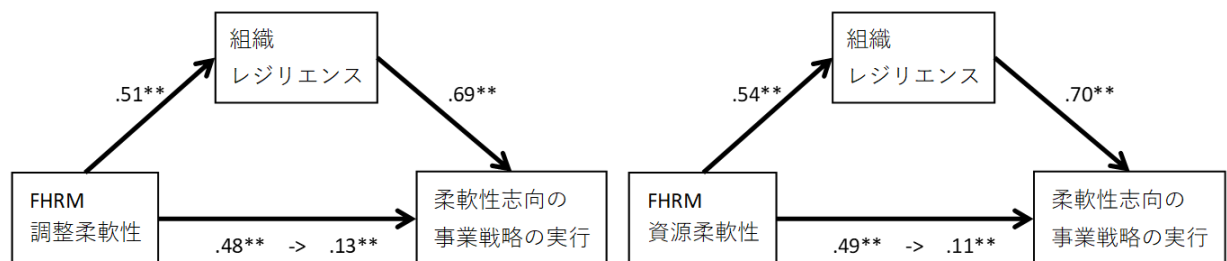 組織
レジリエンス
.51**
.69**
FHRM
調整柔軟性
.48** -> .13**
柔軟性志向の
事業戦略の実行
組織
レジリエンス
.54**
.70**
FHRM
資源柔軟性
.49** -> .11**
柔軟性志向の
事業戦略の実行